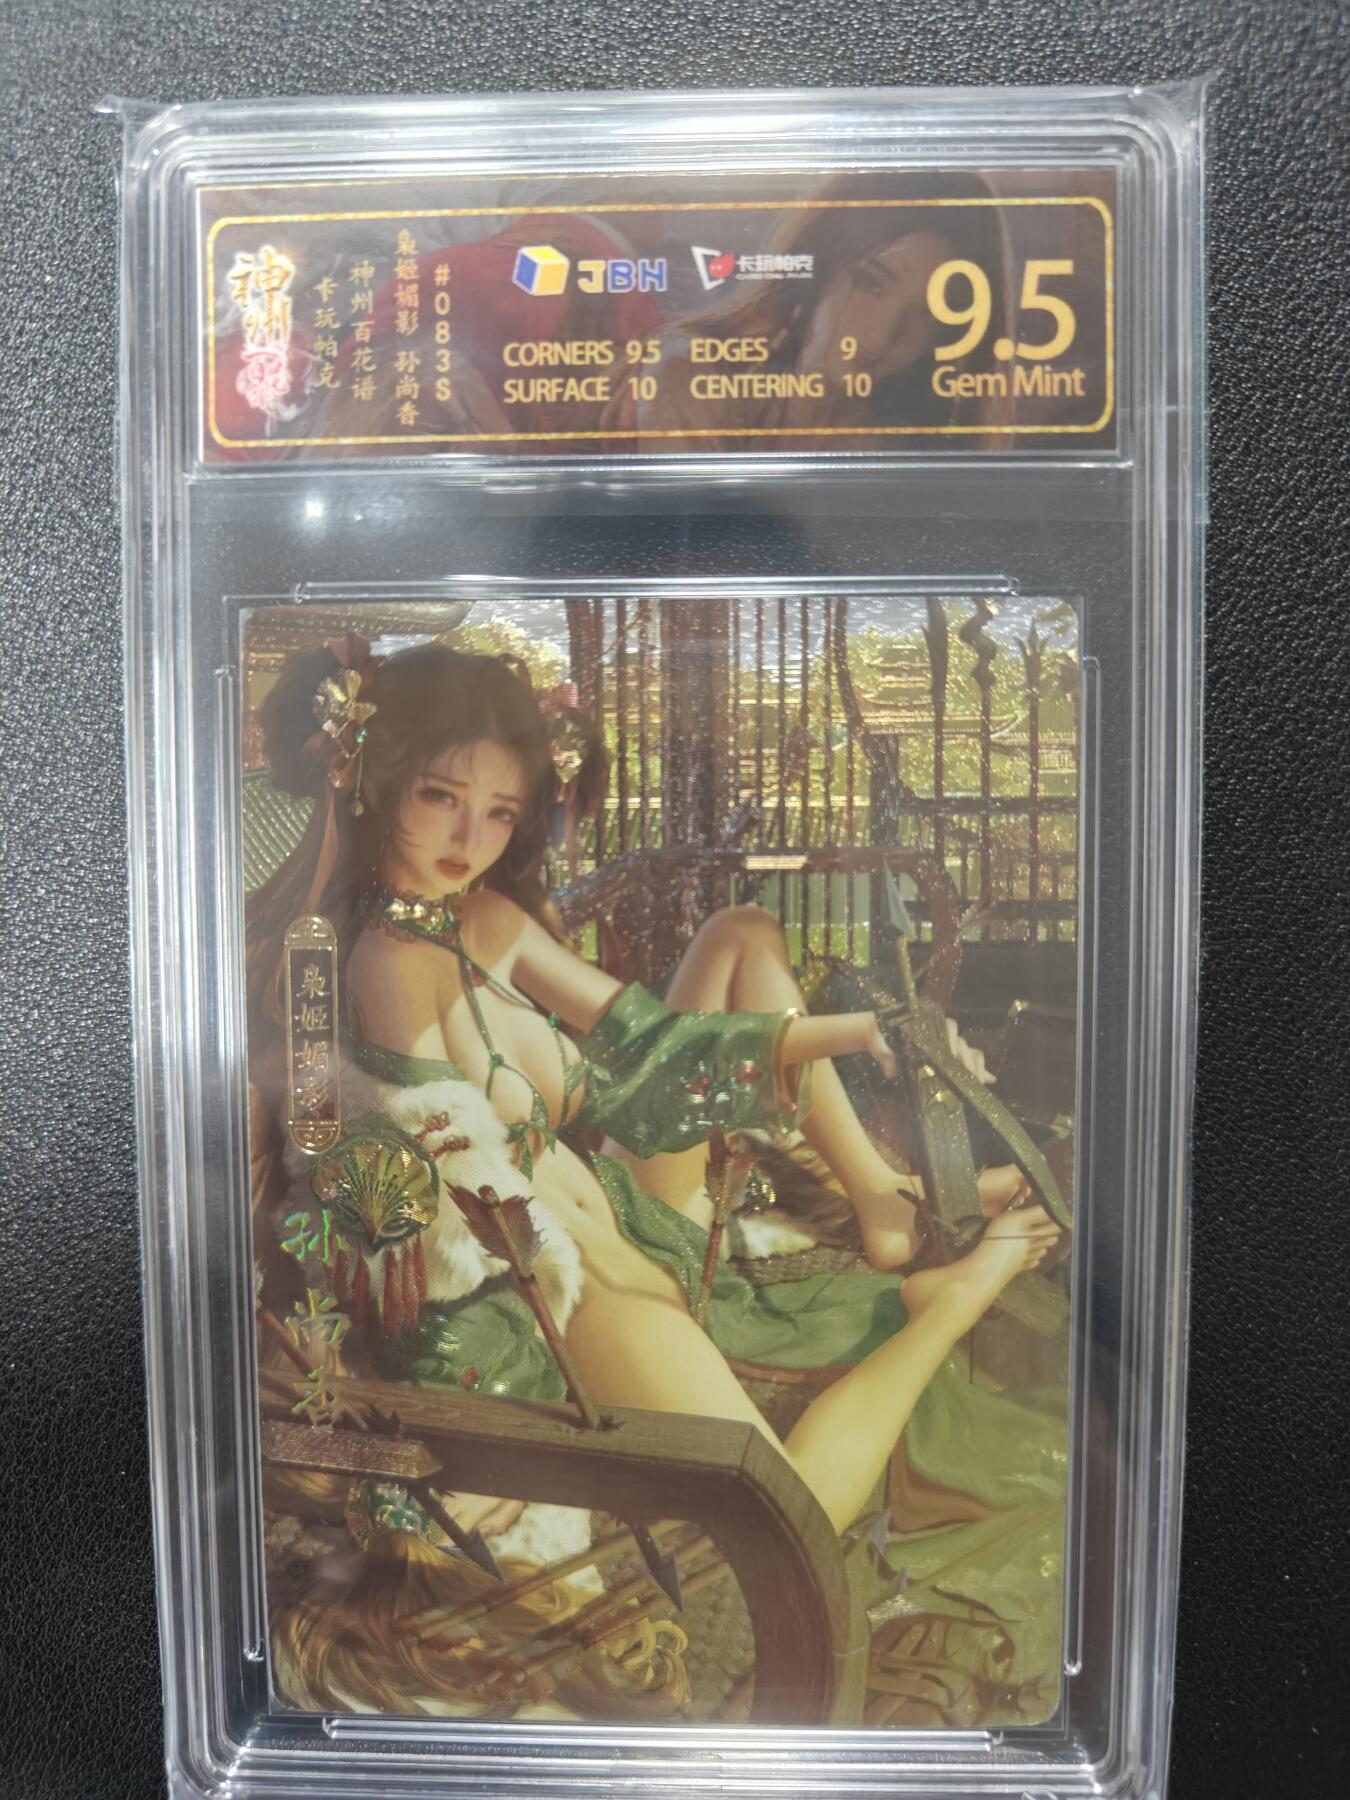 神州
卡玩帕克
神州百花谱
枭姬媚影 孙尚香
#083S
JBH
卡玩帕克
CORNERS 9.5 EDGES 9
SURFACE 10 CENTERING 10
9.5
Gem Mint
枭姬媚影
孙尚香